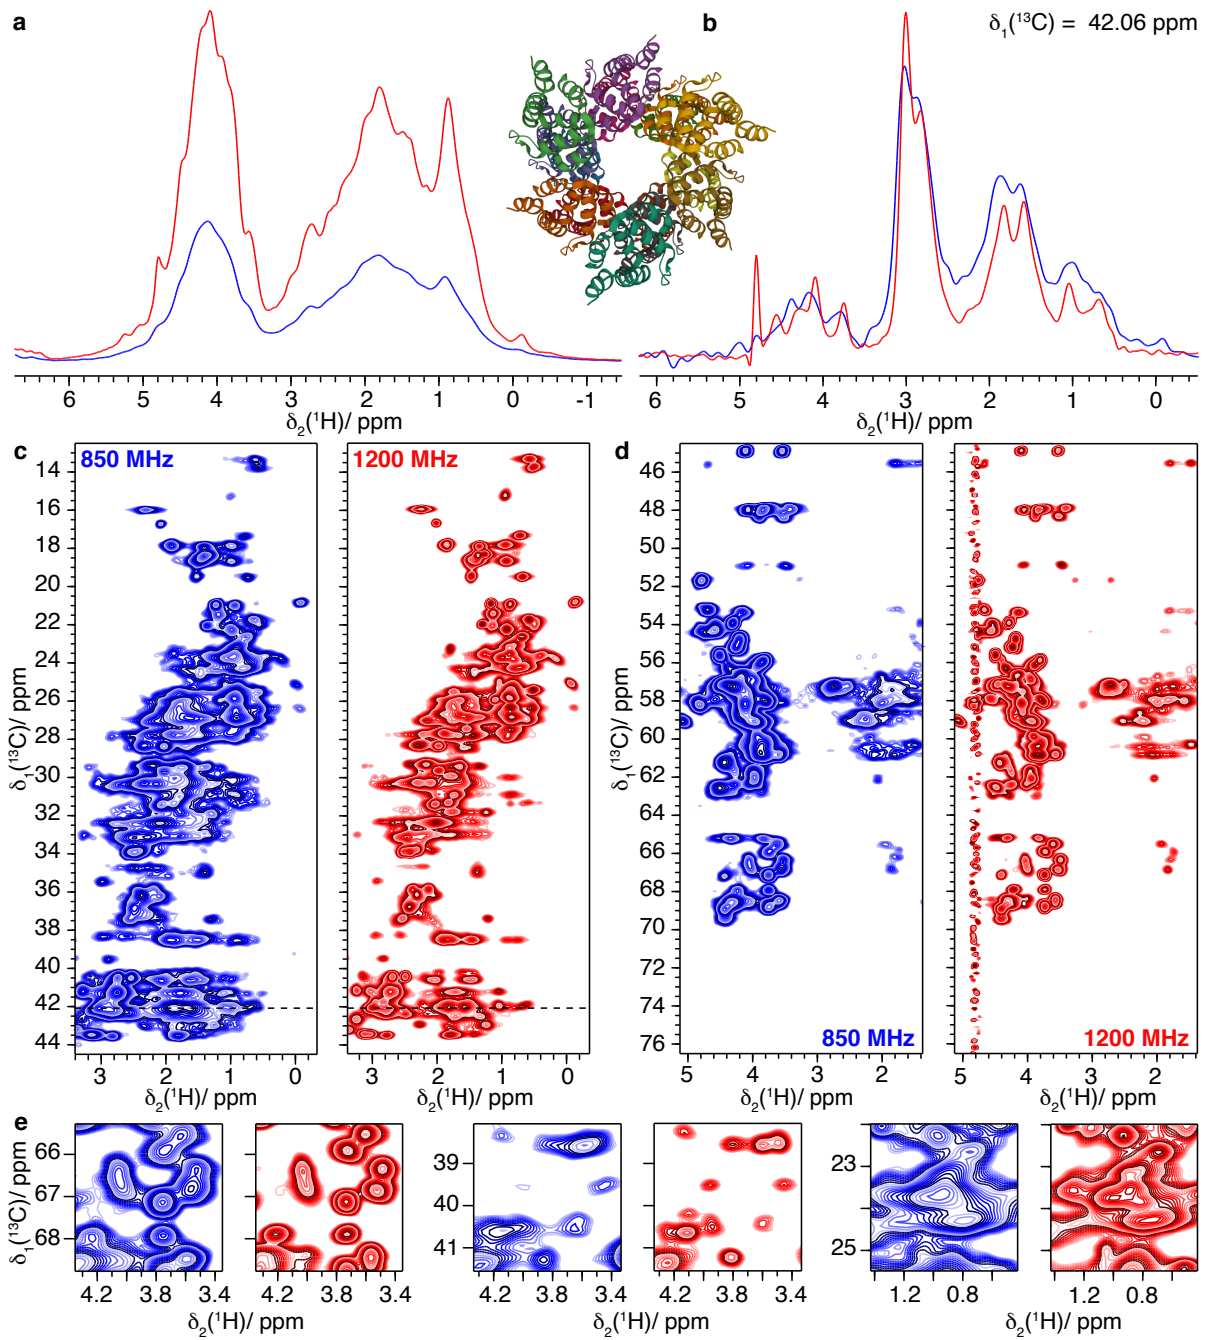 a
b
δ₁(¹³C) = 42.06 ppm
6 5 4 3 2 1 0 -1
δ₂(¹H)/ ppm
6 5 4 3 2 1 0
δ₂(¹H)/ ppm
c
850 MHz
1200 MHz
d
14
16
18
20
22
24
26
28
30
32
34
36
38
40
42
44
δ₁(¹³C)/ ppm
3 2 1 0
δ₂(¹H)/ ppm
3 2 1 0
δ₂(¹H)/ ppm
46
48
50
52
54
56
58
60
62
64
66
68
70
72
74
76
δ₁(¹³C)/ ppm
850 MHz
1200 MHz
5 4 3 2
δ₂(¹H)/ ppm
5 4 3 2
δ₂(¹H)/ ppm
e
66
67
68
δ₁(¹³C)/ ppm
4.2 3.8 3.4
4.2 3.8 3.4
δ₂(¹H)/ ppm
39
40
41
4.2 3.8 3.4
4.2 3.8 3.4
δ₂(¹H)/ ppm
23
25
1.2 0.8
1.2 0.8
δ₂(¹H)/ ppm